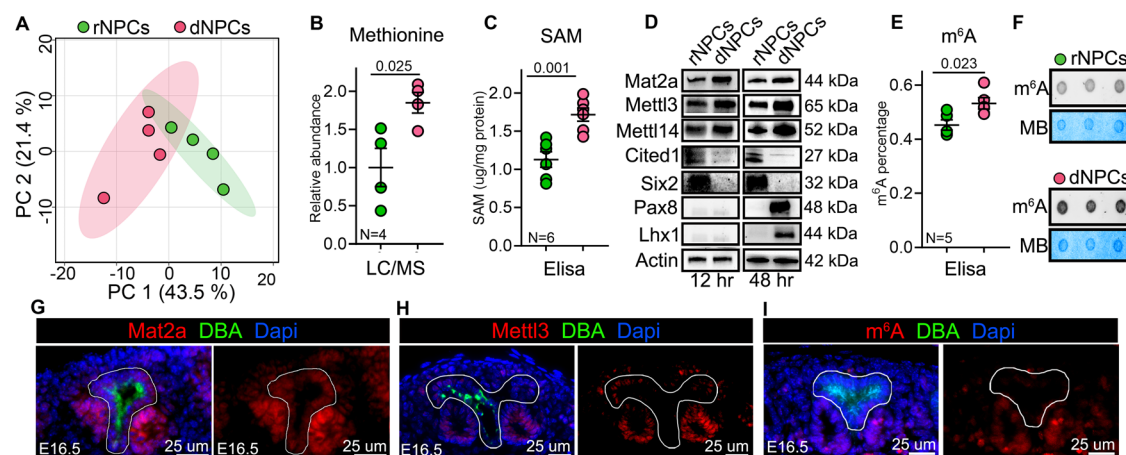 A
rNPCs dNPCs
PC 2 (21.4 %)
20
10
0
-10
-20 -10 0 10 20
PC 1 (43.5 %)
B
Methionine
0.025
Relative abundance
2.0
1.5
1.0
0.5
0.0
N=4
LC/MS
C
SAM
0.001
SAM (ug/mg protein)
2.5
2.0
1.5
1.0
0.5
0.0
N=6
Elisa
D
rNPCs dNPCs rNPCs dNPCs
Mat2a 44 kDa
Mettl3 65 kDa
Mettl14 52 kDa
Cited1 27 kDa
Six2 32 kDa
Pax8 48 kDa
Lhx1 44 kDa
Actin 42 kDa
12 hr 48 hr
E
m⁶A
0.023
m⁶A percentage
0.6
0.4
0.2
0.0
N=5
Elisa
F
rNPCs
m⁶A
MB
dNPCs
m⁶A
MB
G
Mat2a DBA Dapi
E16.5 25 um E16.5 25 um
H
Mettl3 DBA Dapi
E16.5 25 um 25 um
I
m⁶A DBA Dapi
E16.5 25 um 25 um